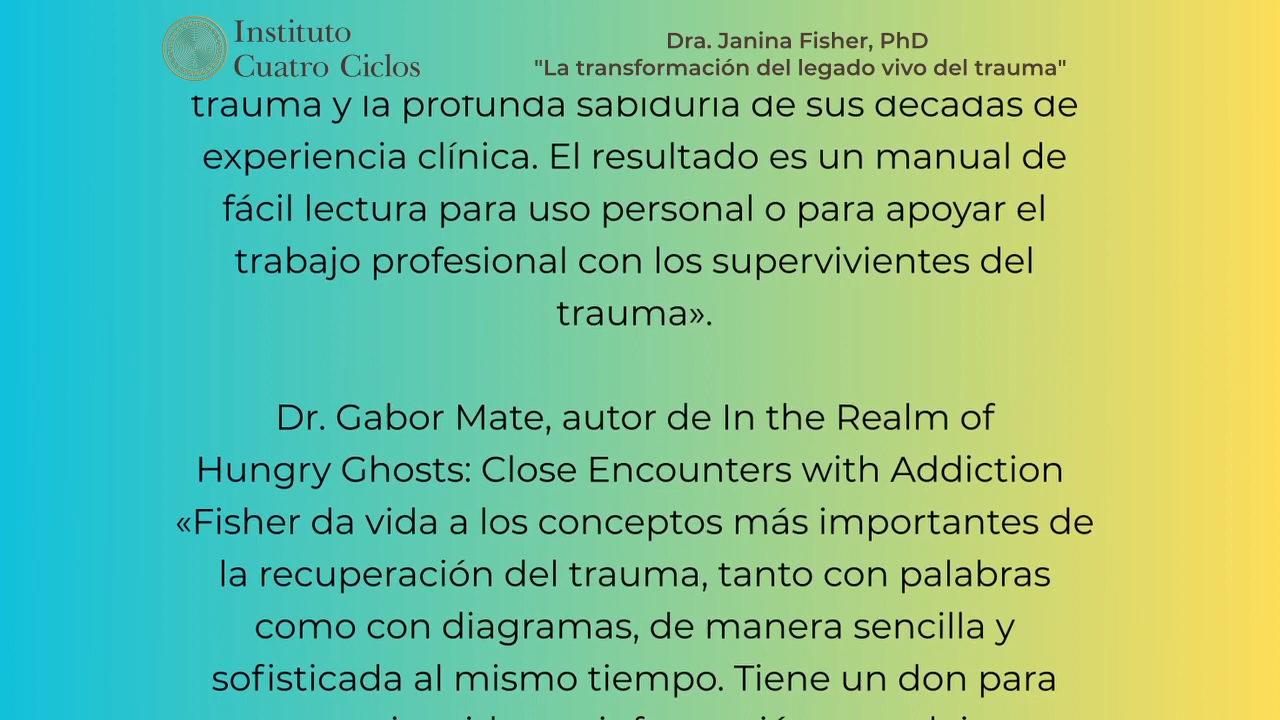 Instituto
Cuatro Ciclos
Dra. Janina Fisher, PhD
"La transformación del legado vivo del trauma"
trauma y la profunda sabiduría de sus décadas de
experiencia clínica. El resultado es un manual de
fácil lectura para uso personal o para apoyar el
trabajo profesional con los supervivientes del
trauma».
Dr. Gabor Mate, autor de In the Realm of
Hungry Ghosts: Close Encounters with Addiction
«Fisher da vida a los conceptos más importantes de
la recuperación del trauma, tanto con palabras
como con diagramas, de manera sencilla y
sofisticada al mismo tiempo. Tiene un don para